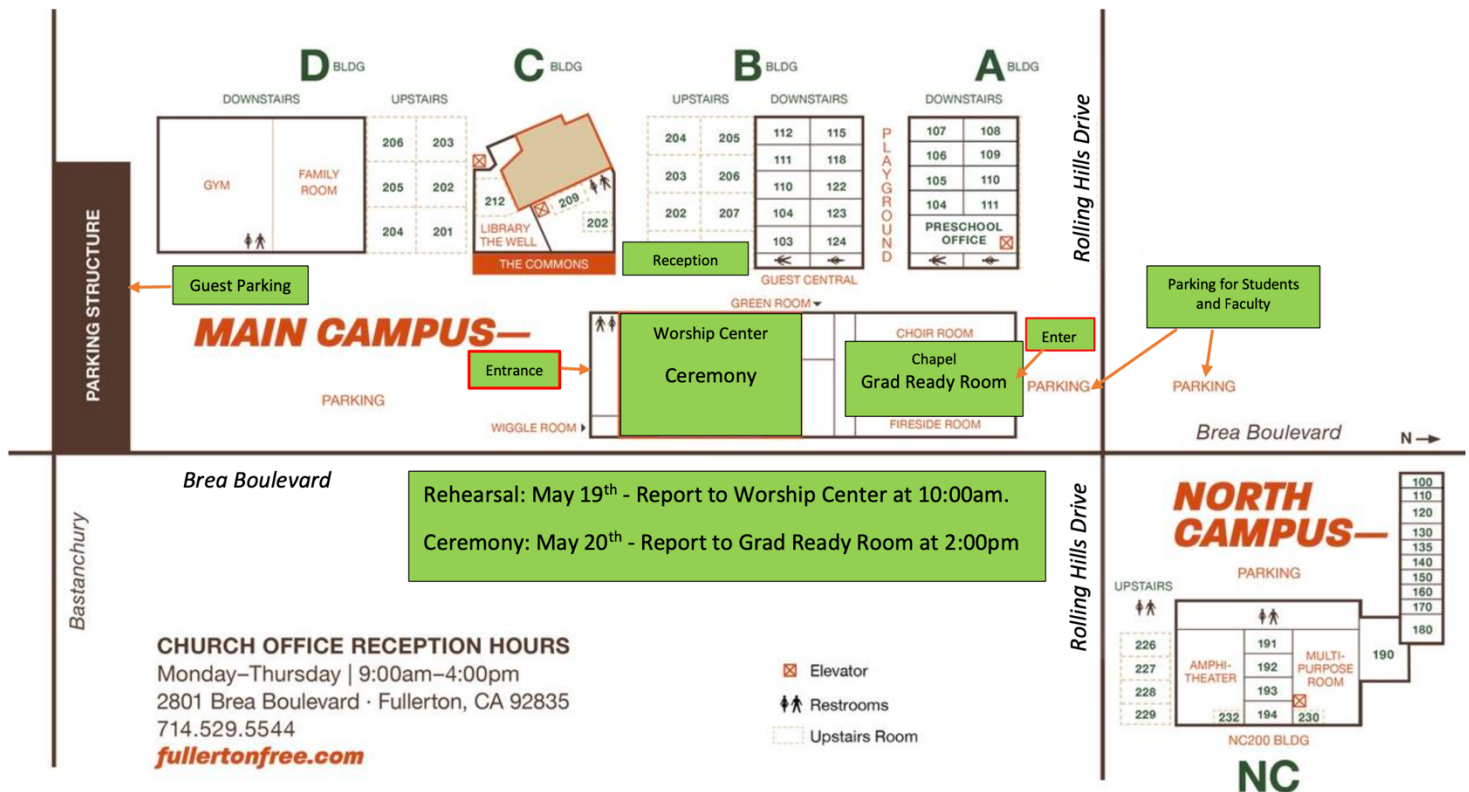 D BLDG
C BLDG
B BLDG
A BLDG
DOWNSTAIRS
UPSTAIRS
UPSTAIRS
DOWNSTAIRS
DOWNSTAIRS
GYM
FAMILY
ROOM
206 203
205 202
204 201
212
209
202
LIBRARY
THE WELL
THE COMMONS
204 205
203 206
202 207
112 115
111 118
110 122
104 123
103 124
PLAYGROUND
107 108
106 109
105 110
104 111
PRESCHOOL
OFFICE
Rolling Hills Drive
PARKING STRUCTURE
Guest Parking
Reception
GUEST CENTRAL
GREEN ROOM
Parking for Students
and Faculty
MAIN CAMPUS—
Entrance
PARKING
WIGGLE ROOM
Worship Center
Ceremony
CHOIR ROOM
Chapel
Grad Ready Room
FIRESIDE ROOM
Enter
PARKING
PARKING
Brea Boulevard
N
Brea Boulevard
Bastanchury
Rehearsal: May 19th - Report to Worship Center at 10:00am.
Ceremony: May 20th - Report to Grad Ready Room at 2:00pm
Rolling Hills Drive
NORTH
CAMPUS—
PARKING
100
110
120
130
135
140
150
160
170
180
190
UPSTAIRS
226
227
228
229
AMPHI-
THEATER
191
192
193
194
MULTI-
PURPOSE
ROOM
232
230
NC200 BLDG
NC
CHURCH OFFICE RECEPTION HOURS
Monday–Thursday | 9:00am–4:00pm
2801 Brea Boulevard · Fullerton, CA 92835
714.529.5544
fullertonfree.com
Elevator
Restrooms
Upstairs Room